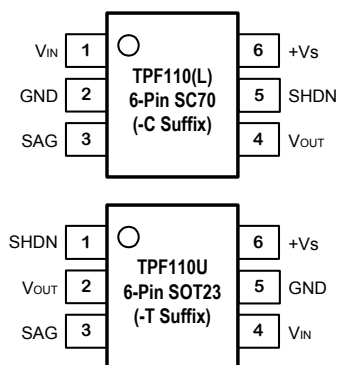 VIN 1 6 +Vs
TPF110(L)
GND 2 6-Pin SC70 5 SHDN
(-C Suffix)
SAG 3 4 VOUT
SHDN 1 6 +Vs
TPF110U
VOUT 2 6-Pin SOT23 5 GND
(-T Suffix)
SAG 3 4 VIN